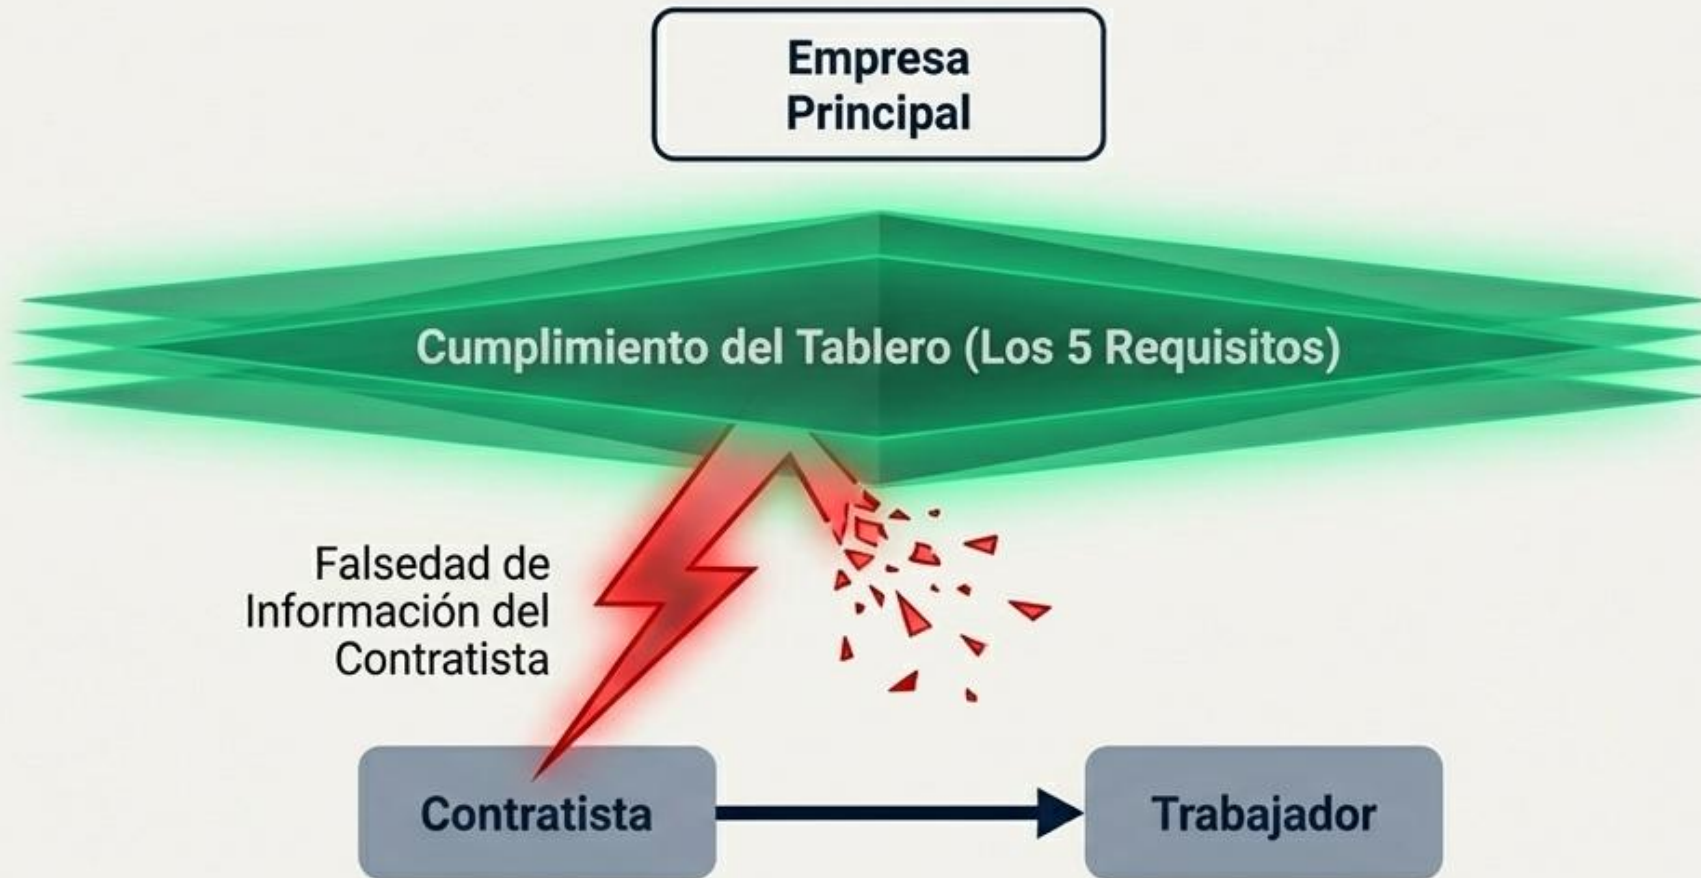 Empresa
Principal
Cumplimiento del Tablero (Los 5 Requisitos)
Falsedad de
Información del
Contratista
Contratista
Trabajador